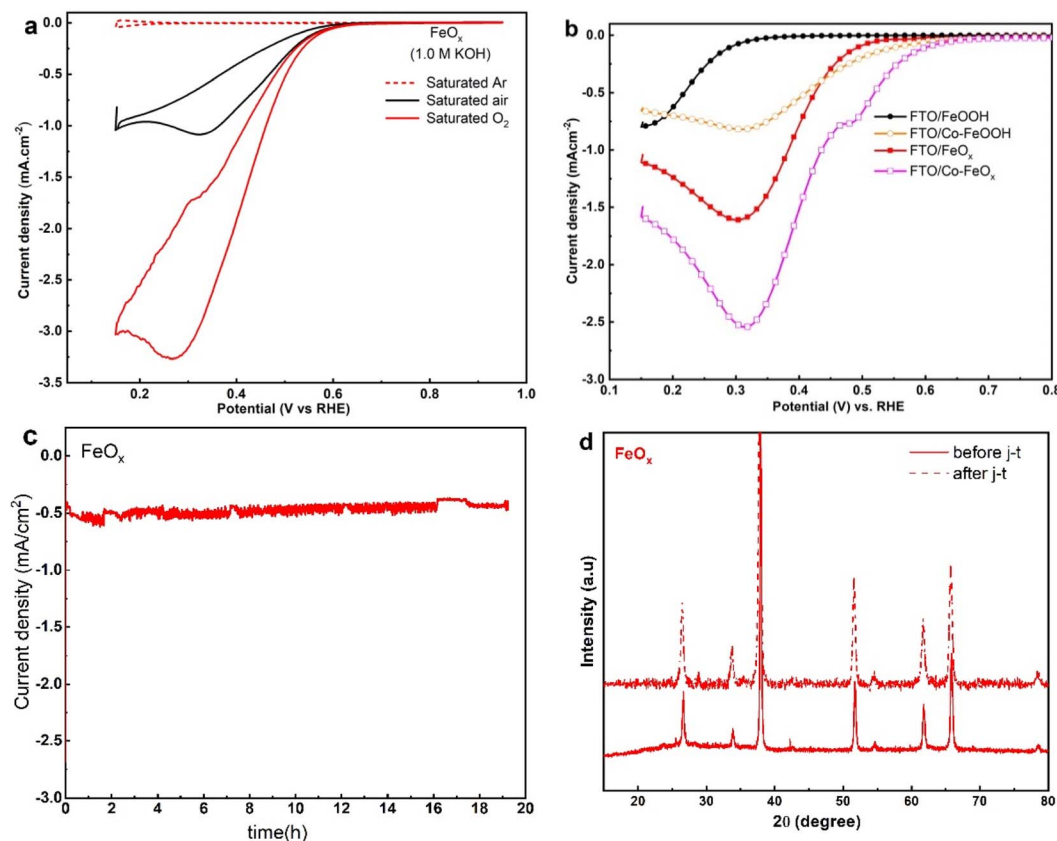 a
FeOₓ
(1.0 M KOH)
Saturated Ar
Saturated air
Saturated O₂
Current density (mA.cm⁻²)
0.0
-0.5
-1.0
-1.5
-2.0
-2.5
-3.0
-3.5
0.2
0.4
0.6
0.8
1.0
Potential (V vs RHE)
b
FTO/FeOOH
FTO/Co-FeOOH
FTO/FeOₓ
FTO/Co-FeOₓ
Current density (mAcm⁻²)
0.0
-0.5
-1.0
-1.5
-2.0
-2.5
-3.0
0.1
0.2
0.3
0.4
0.5
0.6
0.7
0.8
Potential (V) vs. RHE
c
FeOₓ
Current density (mA/cm²)
0.0
-0.5
-1.0
-1.5
-2.0
-2.5
-3.0
0
2
4
6
8
10
12
14
16
18
20
time(h)
d
FeOₓ
before j-t
after j-t
Intensity (a.u)
20
30
40
50
60
70
80
2θ (degree)